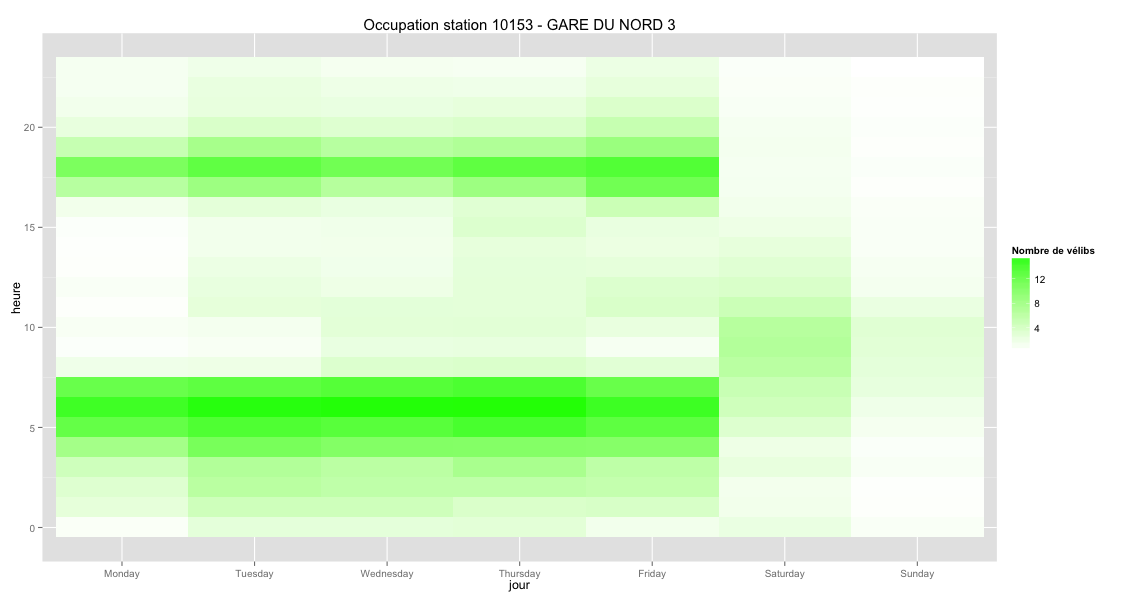 Occupation station 10153 - GARE DU NORD 3
heure
20
15
10
5
0
Monday Tuesday Wednesday Thursday Friday Saturday Sunday
jour
Nombre de vélibs
12
8
4